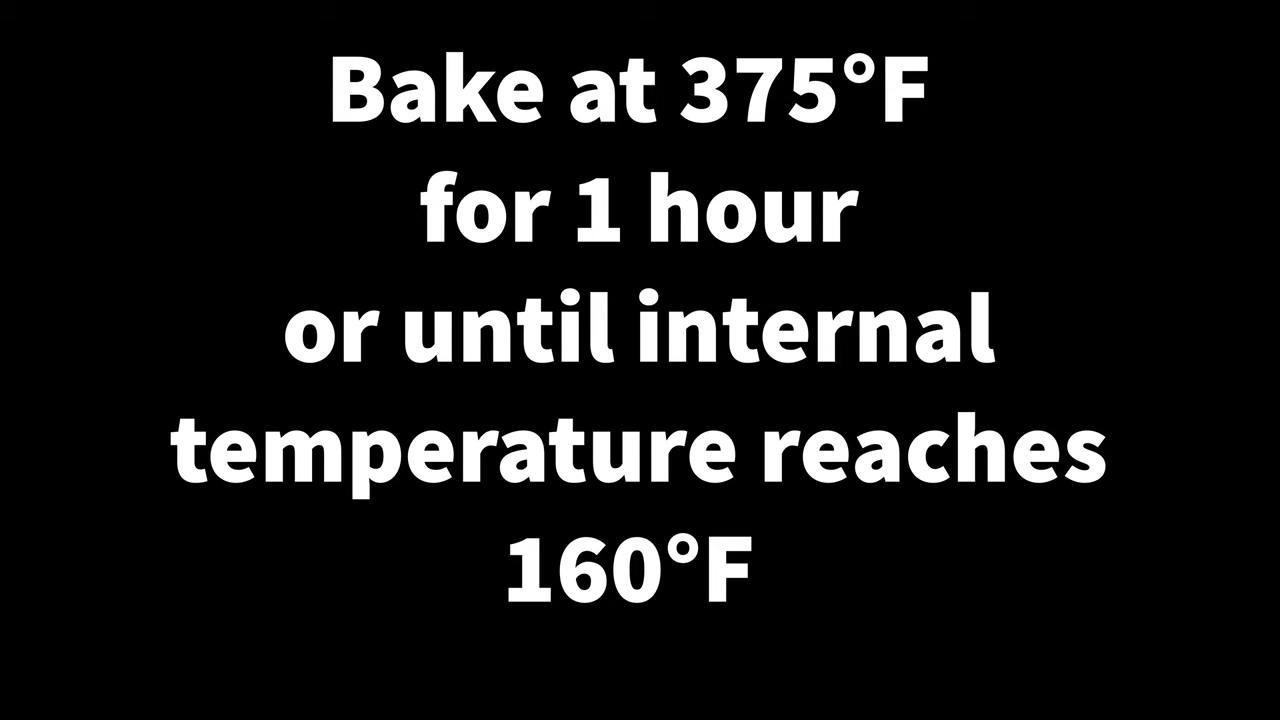 Bake at 375°F
for 1 hour
or until internal
temperature reaches
160°F